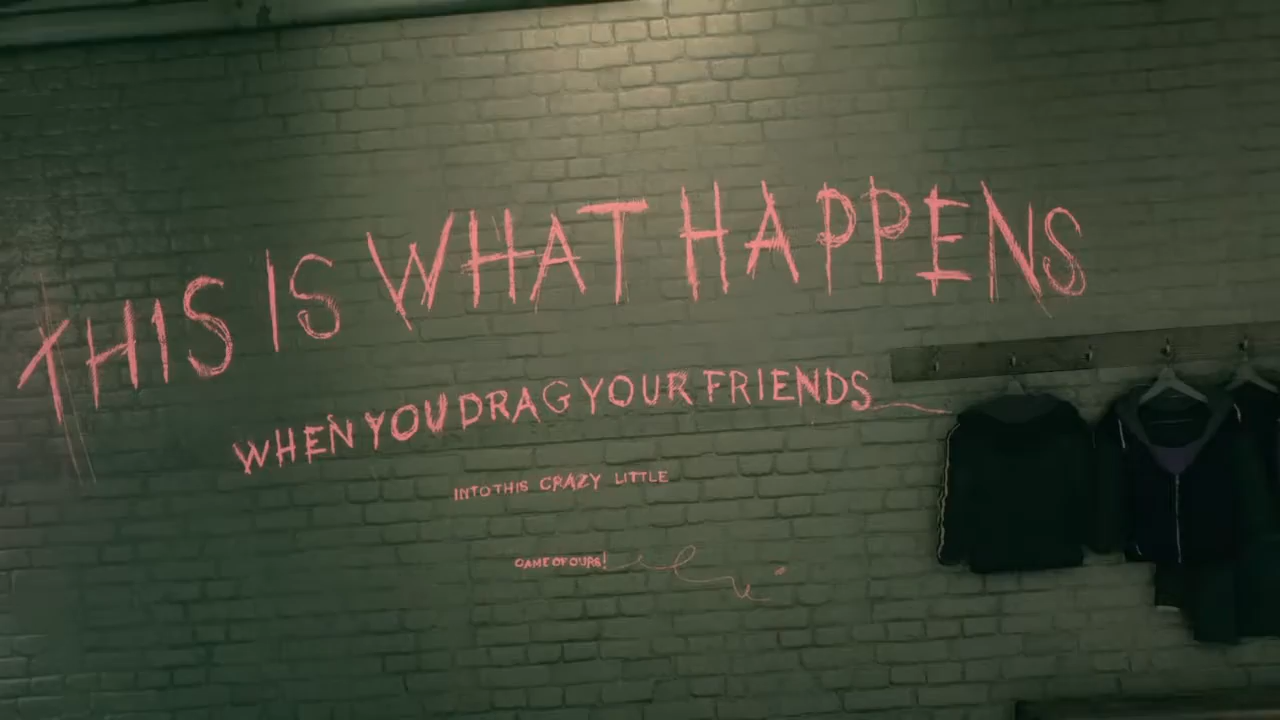 THIS IS WHAT HAPPENS
WHEN YOU DRAG YOUR FRIENDS
INTO THIS CRAZY LITTLE
GAME OF OURS!